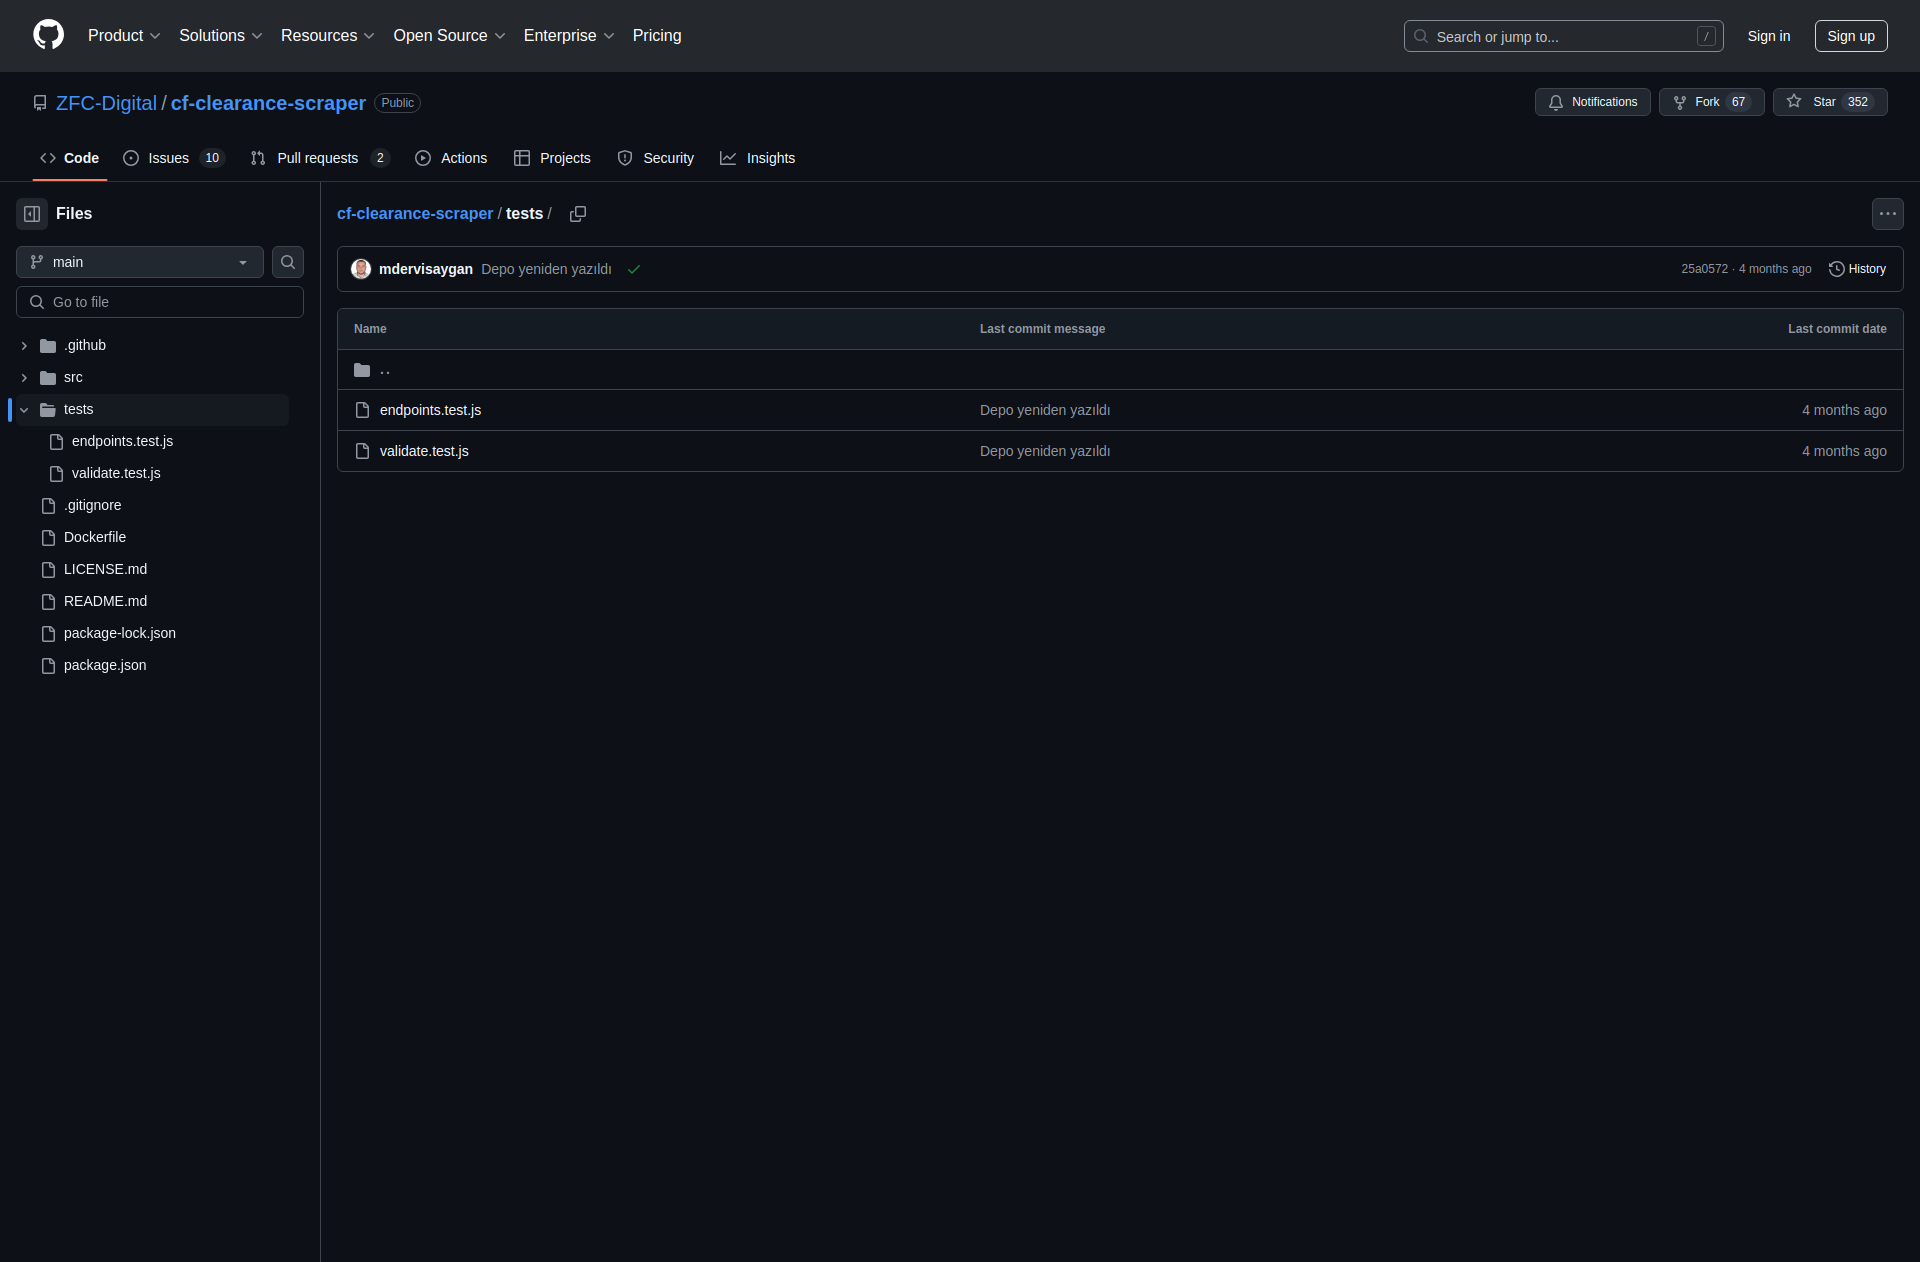 Product Solutions Resources Open Source Enterprise Pricing Search or jump to... / Sign in Sign up
ZFC-Digital / cf-clearance-scraper Public Notifications Fork 67 Star 352
Code Issues 10 Pull requests 2 Actions Projects Security Insights
Files
main
Go to file
.github
src
tests
endpoints.test.js
validate.test.js
.gitignore
Dockerfile
LICENSE.md
README.md
package-lock.json
package.json
cf-clearance-scraper / tests /
mdervisaygan Depo yeniden yazıldı 25a0572 · 4 months ago History
Name Last commit message Last commit date
..
endpoints.test.js Depo yeniden yazıldı 4 months ago
validate.test.js Depo yeniden yazıldı 4 months ago